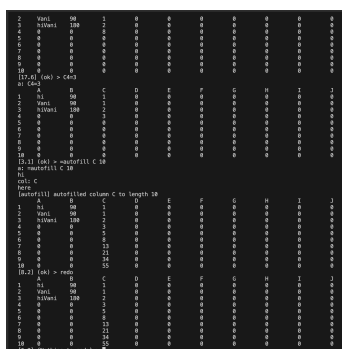 2 Vani 90 1 0 0 0 0 0 0 0
3 hiVani 180 2 0 0 0 0 0 0 0
4 0 0 8 0 0 0 0 0 0 0
5 0 0 0 0 0 0 0 0 0 0
6 0 0 0 0 0 0 0 0 0 0
7 0 0 0 0 0 0 0 0 0 0
8 0 0 0 0 0 0 0 0 0 0
9 0 0 0 0 0 0 0 0 0 0
10 0 0 0 0 0 0 0 0 0 0
[17.6] (ok) > C4=3
a: C4=3
A B C D E F G H I J
1 hi 90 1 0 0 0 0 0 0 0
2 Vani 90 1 0 0 0 0 0 0 0
3 hiVani 180 2 0 0 0 0 0 0 0
4 0 0 3 0 0 0 0 0 0 0
5 0 0 0 0 0 0 0 0 0 0
6 0 0 0 0 0 0 0 0 0 0
7 0 0 0 0 0 0 0 0 0 0
8 0 0 0 0 0 0 0 0 0 0
9 0 0 0 0 0 0 0 0 0 0
10 0 0 0 0 0 0 0 0 0 0
[3.1] (ok) > =autofill C 10
a: =autofill C 10
hi
col: C
here
[autofill] autofilled column C to length 10
A B C D E F G H I J
1 hi 90 1 0 0 0 0 0 0 0
2 Vani 90 1 0 0 0 0 0 0 0
3 hiVani 180 2 0 0 0 0 0 0 0
4 0 0 3 0 0 0 0 0 0 0
5 0 0 5 0 0 0 0 0 0 0
6 0 0 8 0 0 0 0 0 0 0
7 0 0 13 0 0 0 0 0 0 0
8 0 0 21 0 0 0 0 0 0 0
9 0 0 34 0 0 0 0 0 0 0
10 0 0 55 0 0 0 0 0 0 0
[8.2] (ok) > redo
A B C D E F G H I J
1 hi 90 1 0 0 0 0 0 0 0
2 Vani 90 1 0 0 0 0 0 0 0
3 hiVani 180 2 0 0 0 0 0 0 0
4 0 0 3 0 0 0 0 0 0 0
5 0 0 5 0 0 0 0 0 0 0
6 0 0 8 0 0 0 0 0 0 0
7 0 0 13 0 0 0 0 0 0 0
8 0 0 21 0 0 0 0 0 0 0
9 0 0 34 0 0 0 0 0 0 0
10 0 0 55 0 0 0 0 0 0 0